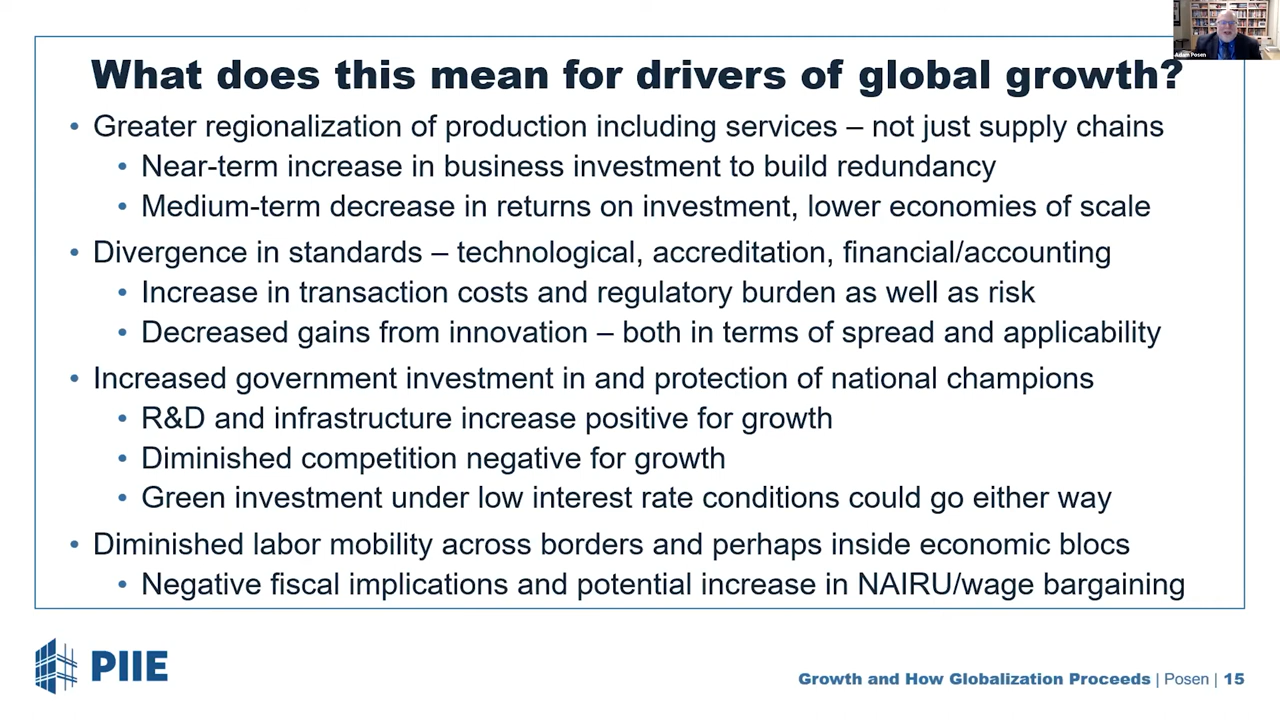 Adam Posen
What does this mean for drivers of global growth?
• Greater regionalization of production including services – not just supply chains
• Near-term increase in business investment to build redundancy
• Medium-term decrease in returns on investment, lower economies of scale
• Divergence in standards – technological, accreditation, financial/accounting
• Increase in transaction costs and regulatory burden as well as risk
• Decreased gains from innovation – both in terms of spread and applicability
• Increased government investment in and protection of national champions
• R&D and infrastructure increase positive for growth
• Diminished competition negative for growth
• Green investment under low interest rate conditions could go either way
• Diminished labor mobility across borders and perhaps inside economic blocs
• Negative fiscal implications and potential increase in NAIRU/wage bargaining
PIIE
Growth and How Globalization Proceeds | Posen | 15